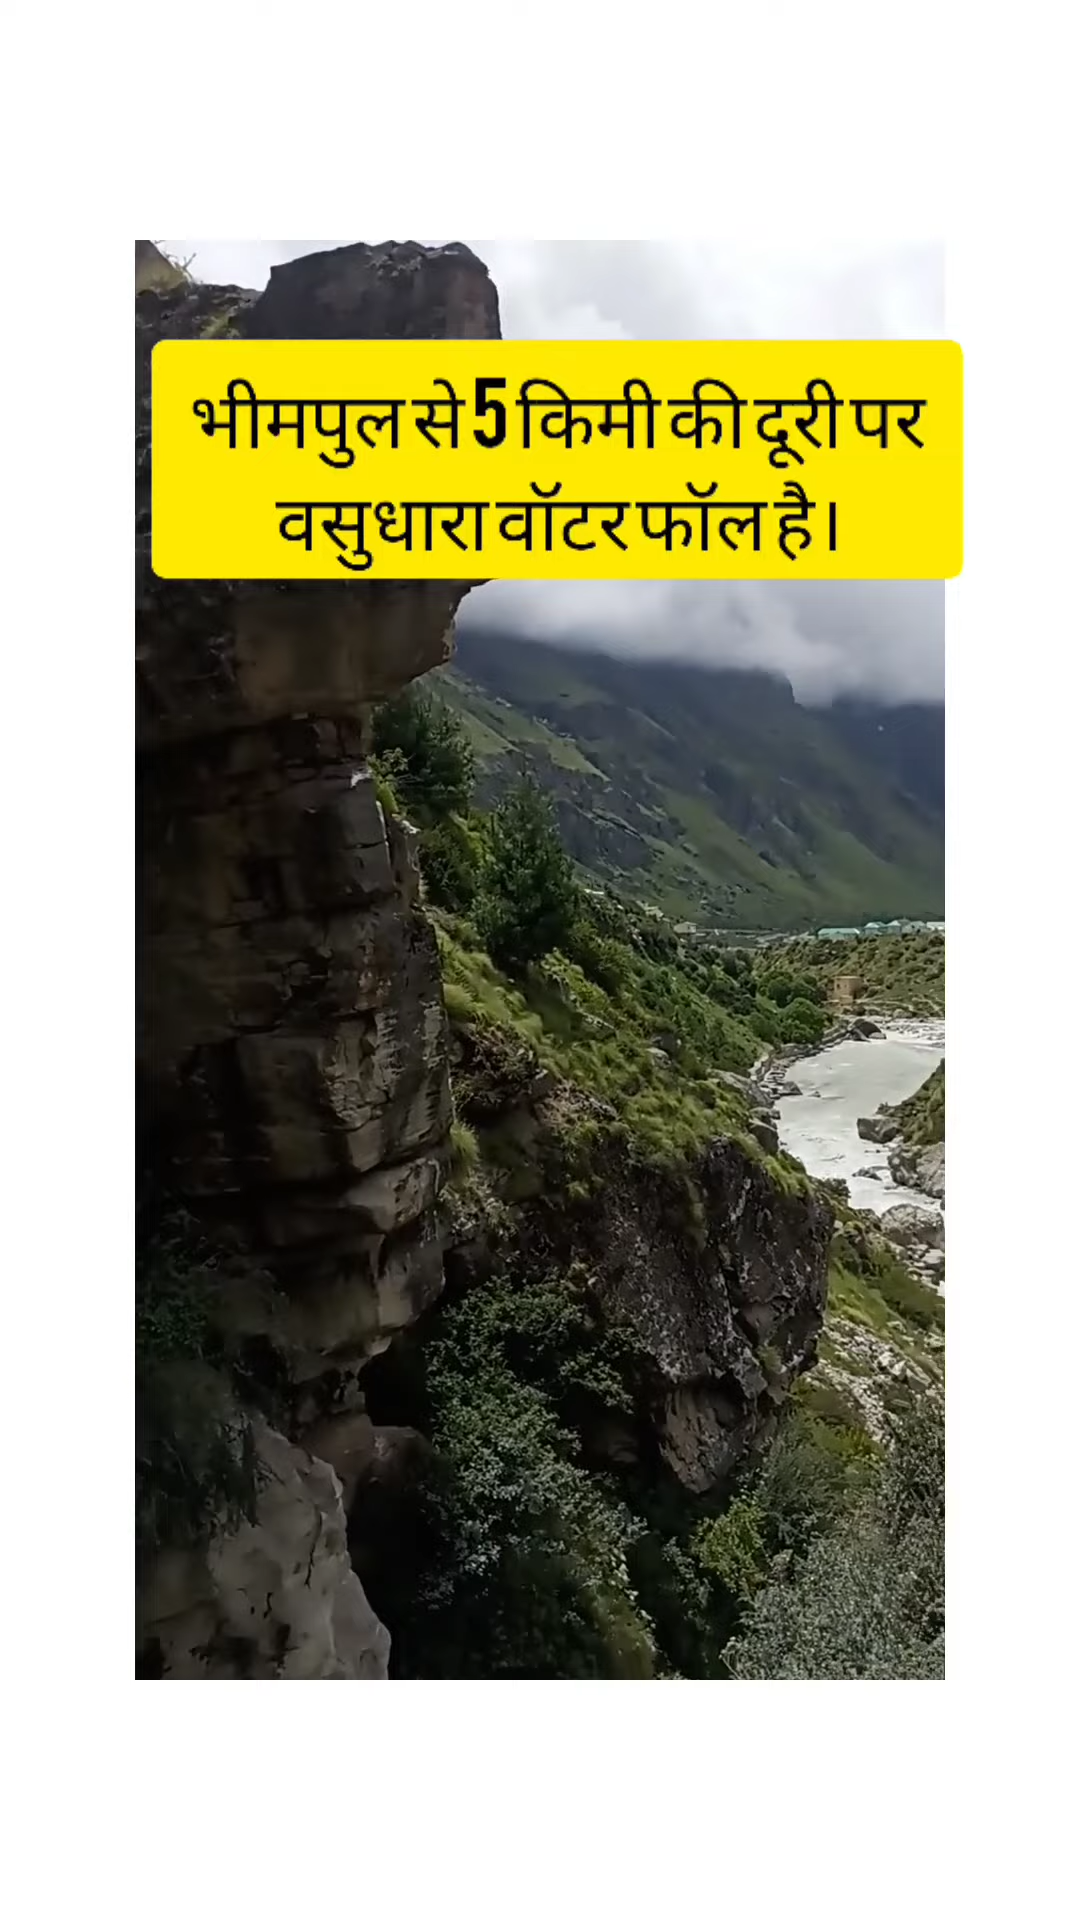 भीमपुल से 5 किमी की दूरी पर
वसुधारा वॉटर फॉल है।